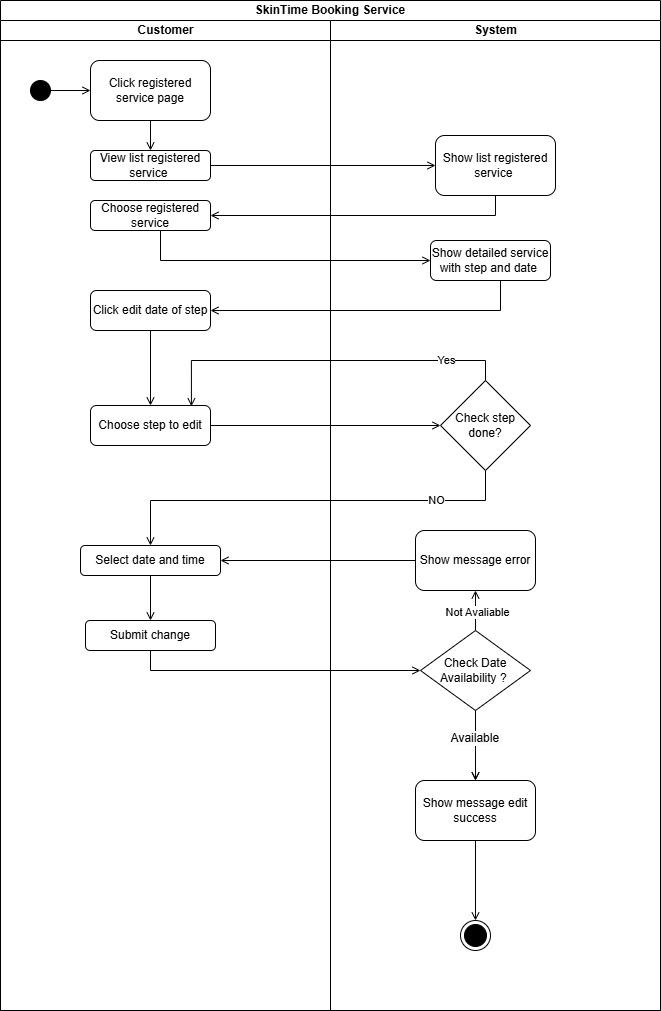 SkinTime Booking Service
Customer
System
Click registered
service page
View list registered
service
Show list registered
service
Choose registered
service
Show detailed service
with step and date
Click edit date of step
Yes
Choose step to edit
Check step
done?
NO
Select date and time
Show message error
Not Avaliable
Submit change
Check Date
Availability ?
Available
Show message edit
success